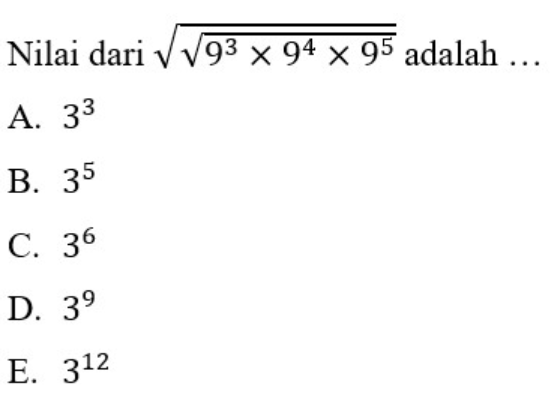 Nilai dari √√9³ × 9⁴ × 9⁵ adalah …
A. 3³
B. 3⁵
C. 3⁶
D. 3⁹
E. 3¹²